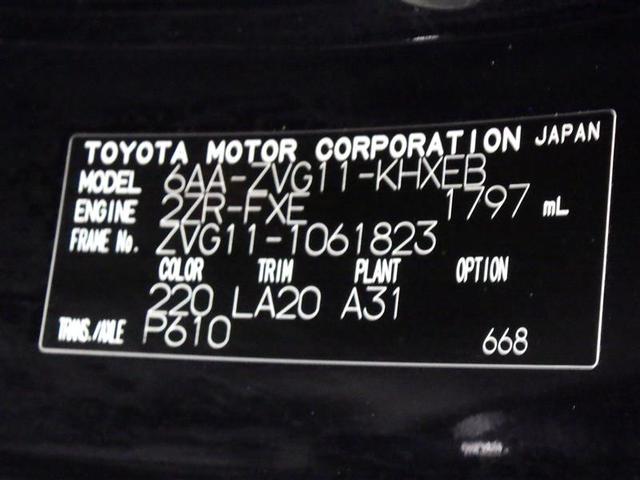 TOYOTA MOTOR CORPORATION JAPAN
MODEL 6AA-ZVG11-KHXEB
ENGINE 2ZR-FXE 1797 mL
FRAME No. ZVG11-1061823
COLOR TRIM PLANT OPTION
220 LA20 A31
TRANS./AXLE P610 668